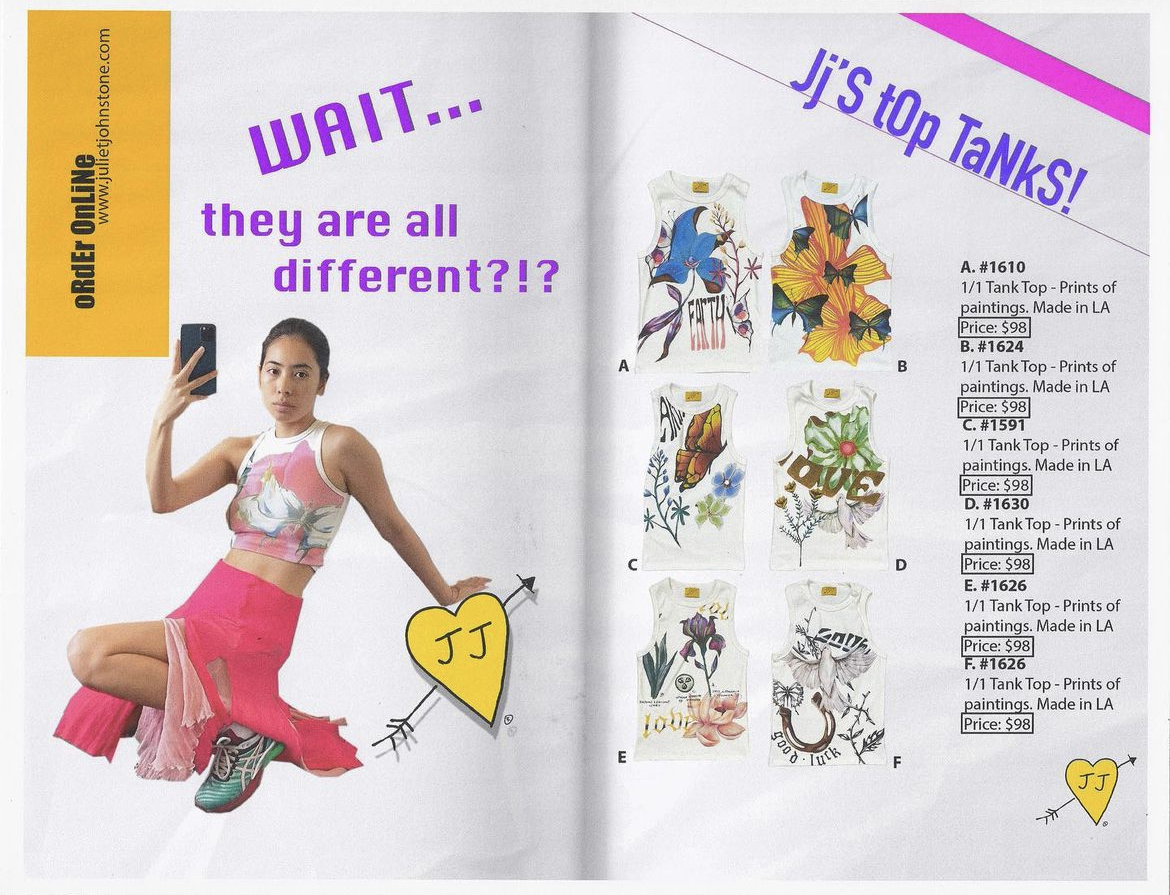 oRdEr OnLiNe
www.julietjohnstone.com
WAIT...
they are all
different?!?
JJ
Jj'S tOp TaNkS!
EARTH
A
B
LOVE
C
D
love
good·luck
E
F
A. #1610
1/1 Tank Top - Prints of
paintings. Made in LA
Price: $98
B. #1624
1/1 Tank Top - Prints of
paintings. Made in LA
Price: $98
C. #1591
1/1 Tank Top - Prints of
paintings. Made in LA
Price: $98
D. #1630
1/1 Tank Top - Prints of
paintings. Made in LA
Price: $98
E. #1626
1/1 Tank Top - Prints of
paintings. Made in LA
Price: $98
F. #1626
1/1 Tank Top - Prints of
paintings. Made in LA
Price: $98
JJ